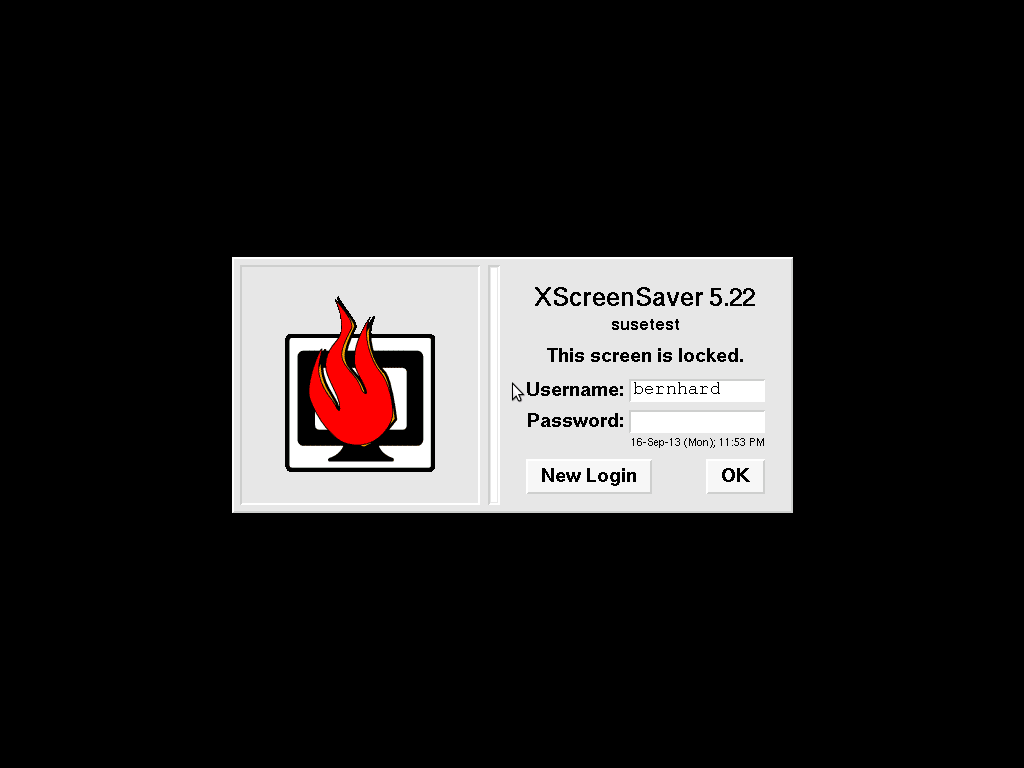 XScreenSaver 5.22
susetest
This screen is locked.
Username: bernhard
Password:
16-Sep-13 (Mon); 11:53 PM
New Login OK